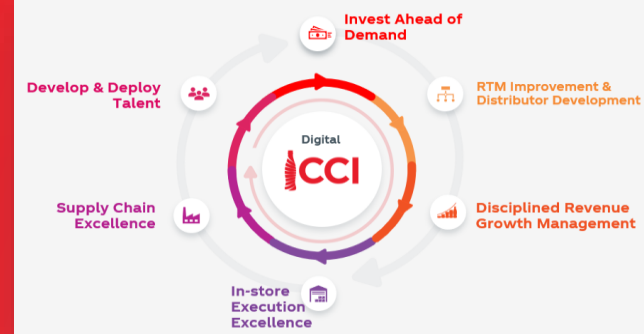 Invest Ahead of
Demand
RTM Improvement &
Distributor Development
Disciplined Revenue
Growth Management
In-store
Execution
Excellence
Supply Chain
Excellence
Develop & Deploy
Talent
Digital
CCI